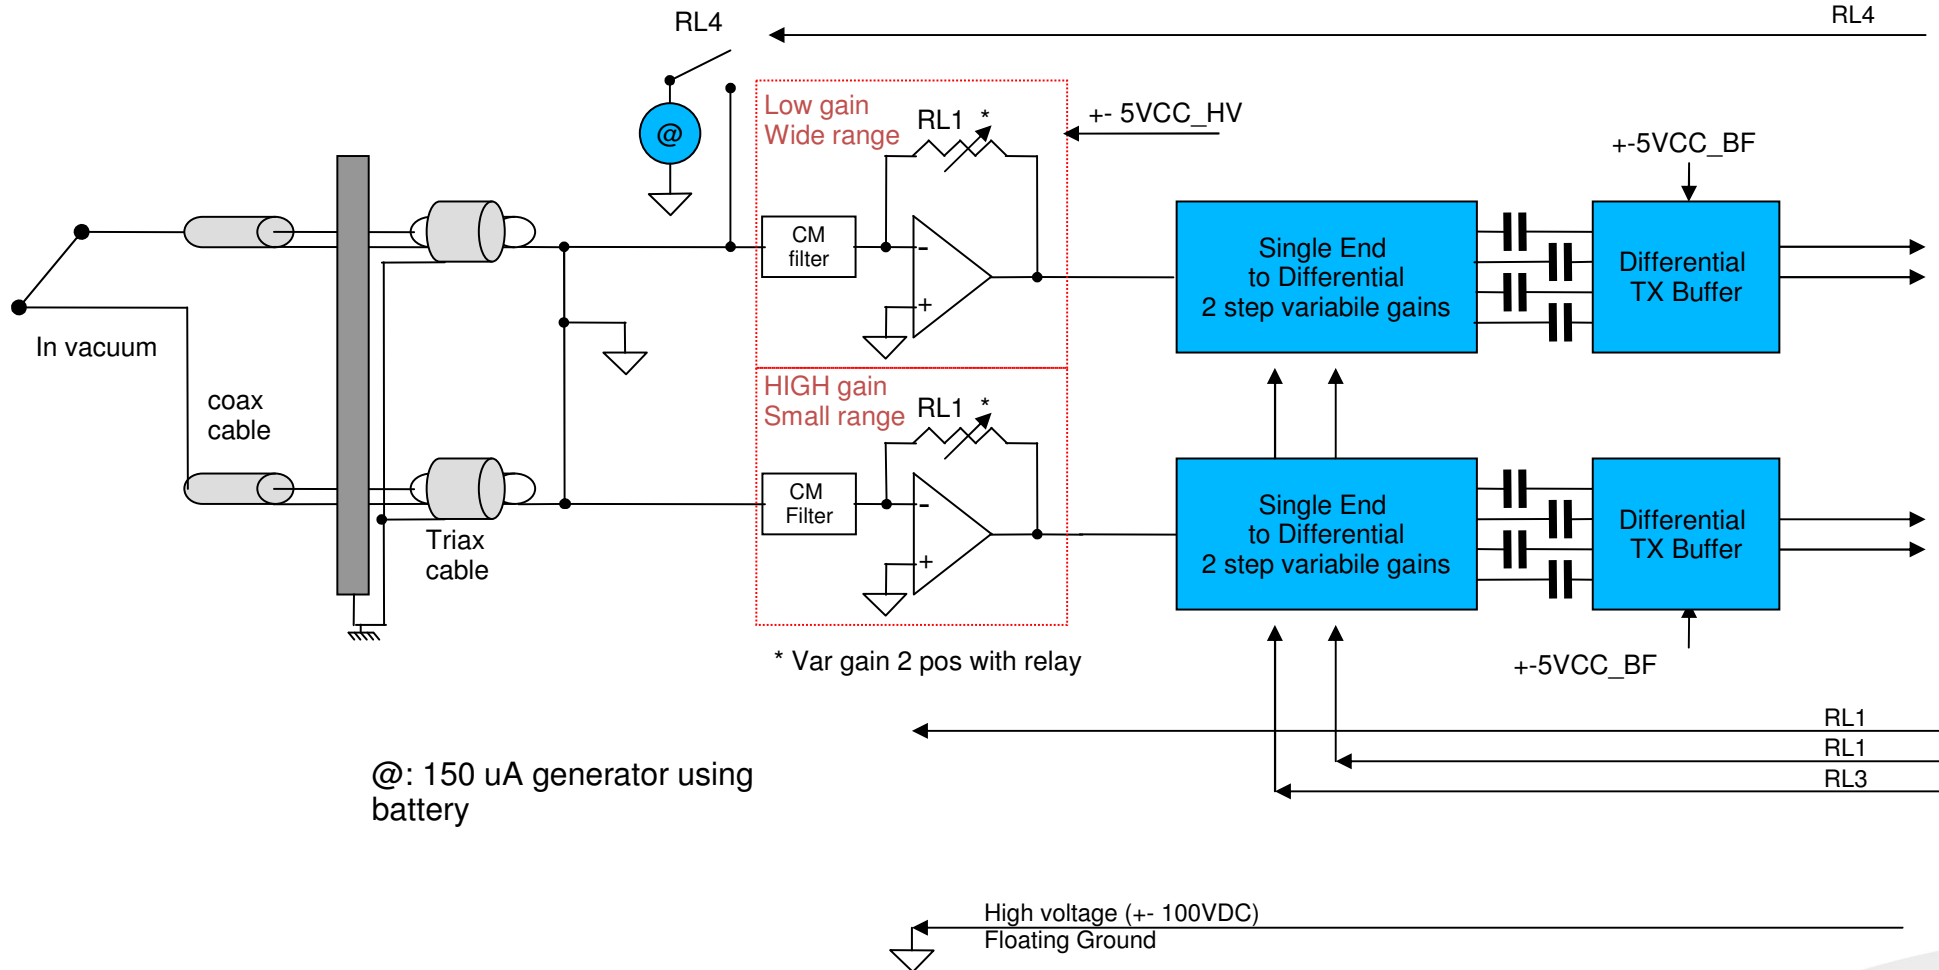 RL4
RL4
Low gain
Wide range
RL1 *
+- 5VCC_HV
@
+-5VCC_BF
CM
filter
-
+
Single End
to Differential
2 step variabile gains
Differential
TX Buffer
In vacuum
coax
cable
HIGH gain
Small range
RL1 *
CM
Filter
-
+
Single End
to Differential
2 step variabile gains
Differential
TX Buffer
Triax
cable
* Var gain 2 pos with relay
+-5VCC_BF
RL1
RL1
RL3
@: 150 uA generator using
battery
High voltage (+- 100VDC)
Floating Ground